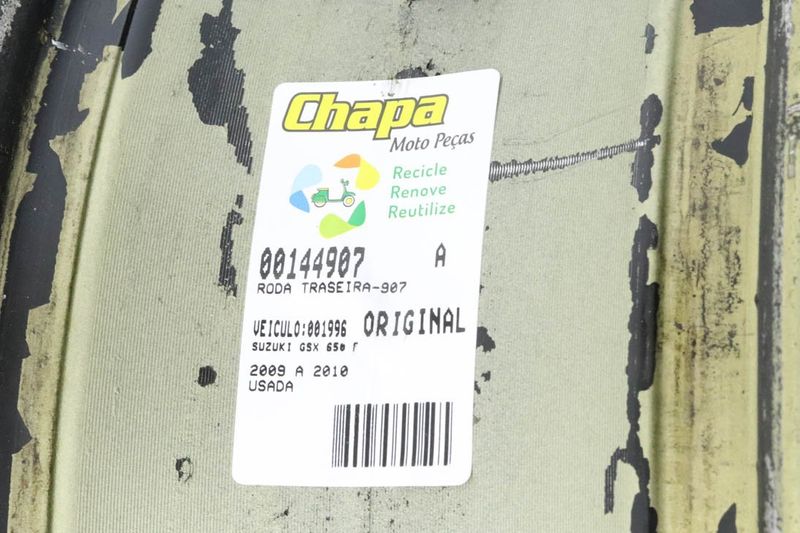 Chapa
Moto Peças
Recicle
Renove
Reutilize
00144907 A
RODA TRASEIRA-907
VEICULO:001996 ORIGINAL
SUZUKI GSX 650 F
2009 A 2010
USADA